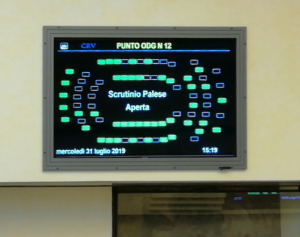 CRV PUNTO ODG N 12
Scrutinio Palese
Aperta
mercoledì 31 luglio 2019 15:19